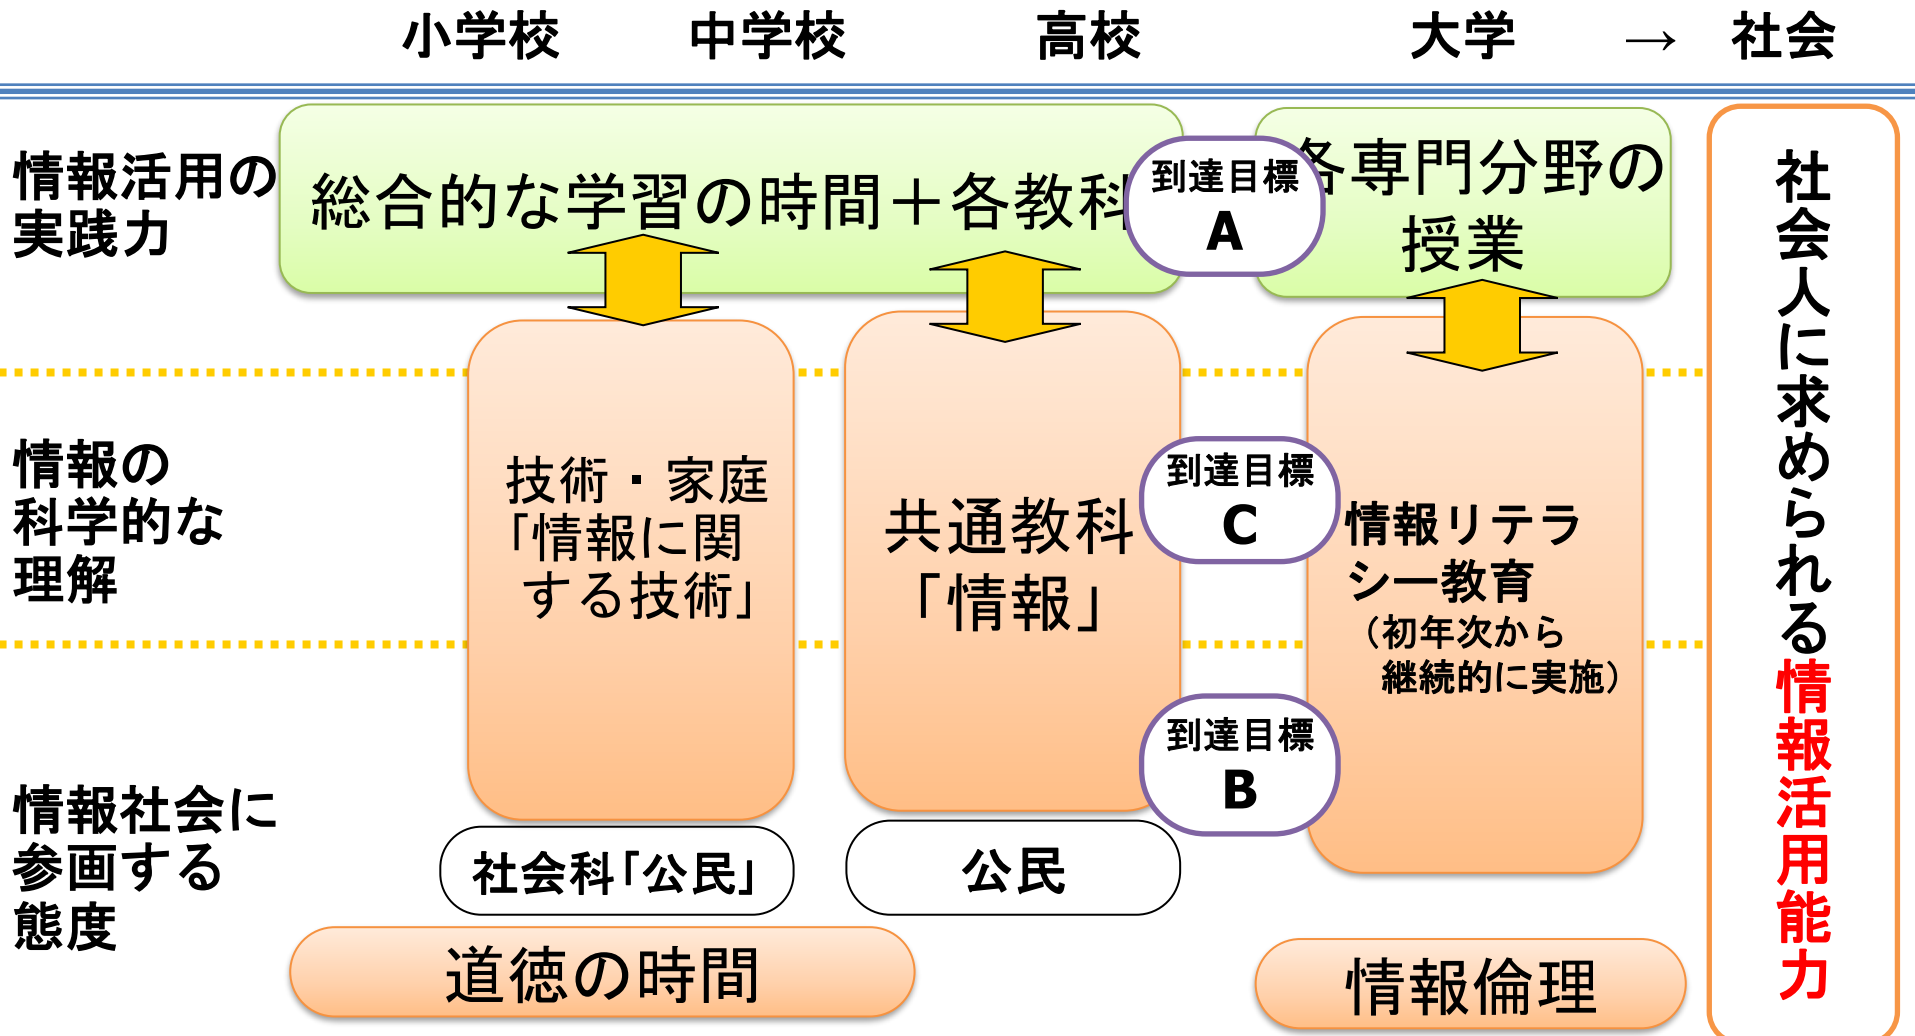 小学校 中学校 高校 大学 → 社会
情報活用の
実践力
総合的な学習の時間＋各教科
到達目標
A
各専門分野の
授業
情報の
科学的な
理解
技術・家庭
「情報に関
する技術」
共通教科
「情報」
到達目標
C
情報リテラ
シー教育
（初年次から
継続的に実施）
到達目標
B
情報社会に
参画する
態度
社会科「公民」
公民
道徳の時間
情報倫理
社会人に求められる情報活用能力